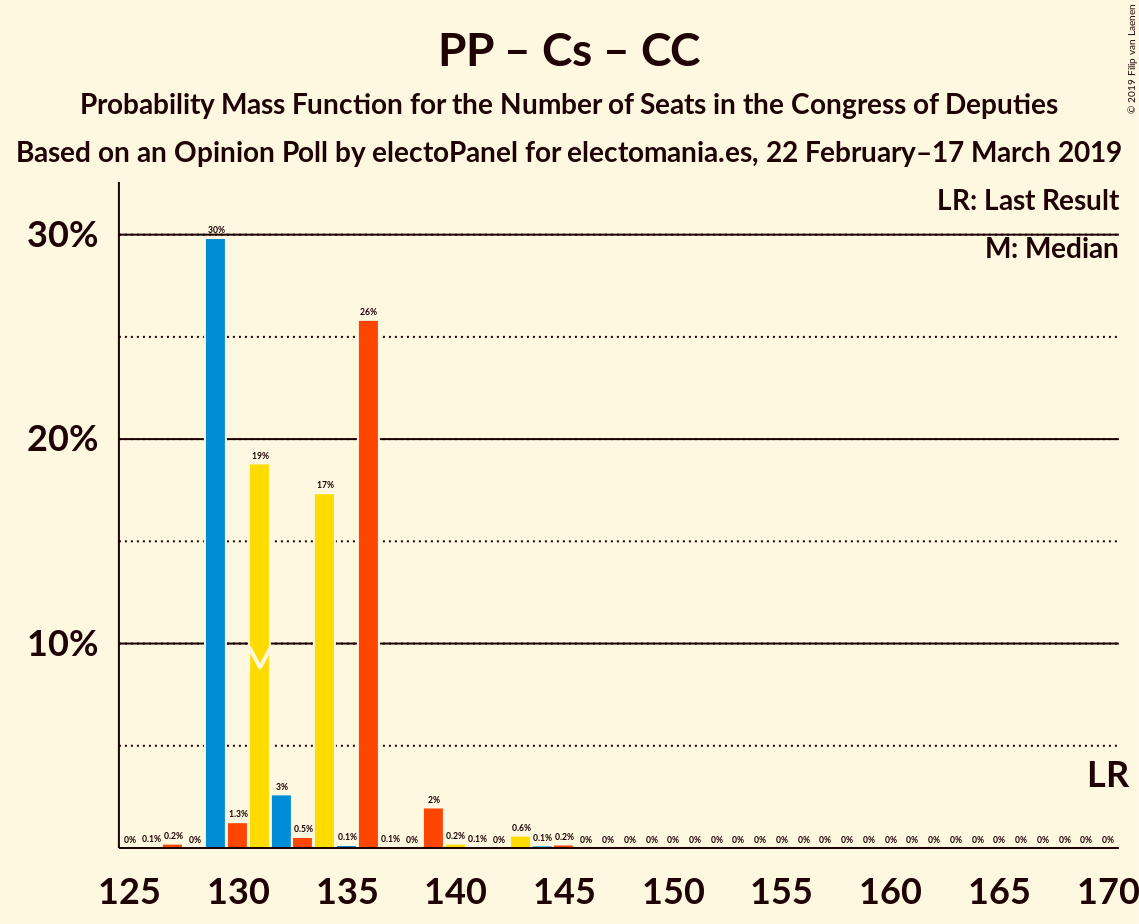 PP – Cs – CC
Probability Mass Function for the Number of Seats in the Congress of Deputies
Based on an Opinion Poll by electoPanel for electomania.es, 22 February–17 March 2019
© 2019 Filip van Laenen
LR: Last Result
M: Median
30%
20%
10%
LR
0% 0.1% 0.2% 0% 30% 1.3% 19% 3% 0.5% 17% 0.1% 26% 0.1% 0% 2% 0.2% 0.1% 0% 0.6% 0.1% 0.2% 0% 0% 0% 0% 0% 0% 0% 0% 0% 0% 0% 0% 0% 0% 0% 0% 0% 0% 0% 0% 0% 0% 0% 0% 0%
125 130 135 140 145 150 155 160 165 170